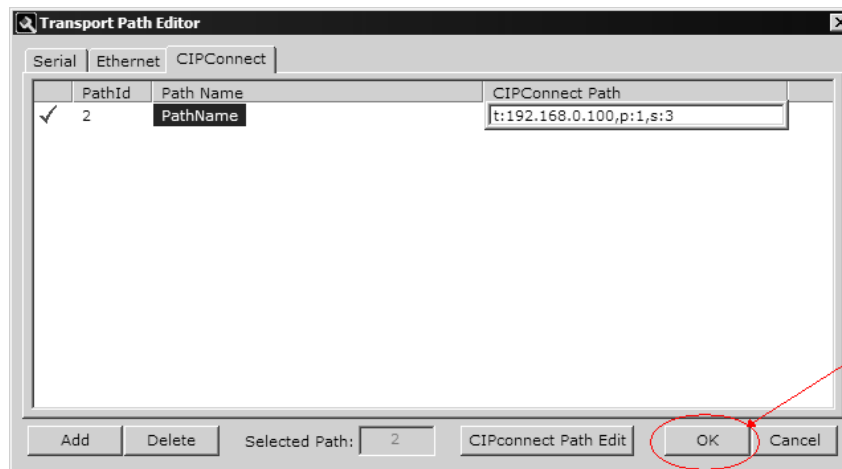 Transport Path Editor
Serial Ethernet CIPConnect
PathId Path Name CIPConnect Path
2 PathName t:192.168.0.100,p:1,s:3
Add Delete Selected Path: 2 CIPconnect Path Edit OK Cancel